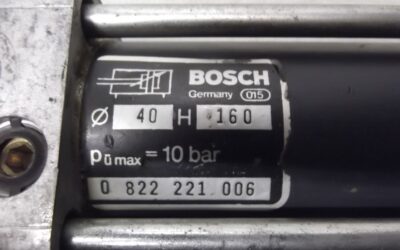 BOSCH
Germany 015
Ø 40 H 160
pü max = 10 bar
0 822 221 006